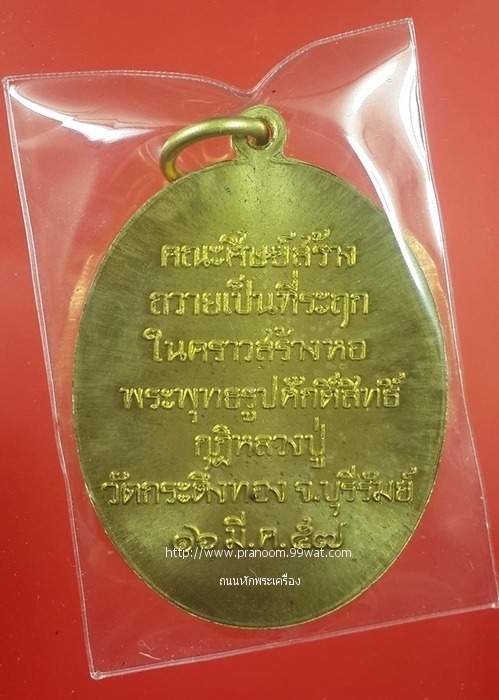 คณะศิษย์สร้าง
ถวายเป็นที่ระฤก
ในคราวสร้างหอ
พระพุทธรูปศักดิ์สิทธิ์
กุฏิหลวงปู่
วัดกระดึงทอง จ.บุรีรัมย์
๑๖ มี.ค.๕๗
http://www.pranoom.99wat.com
ถนนหักพระเครื่อง